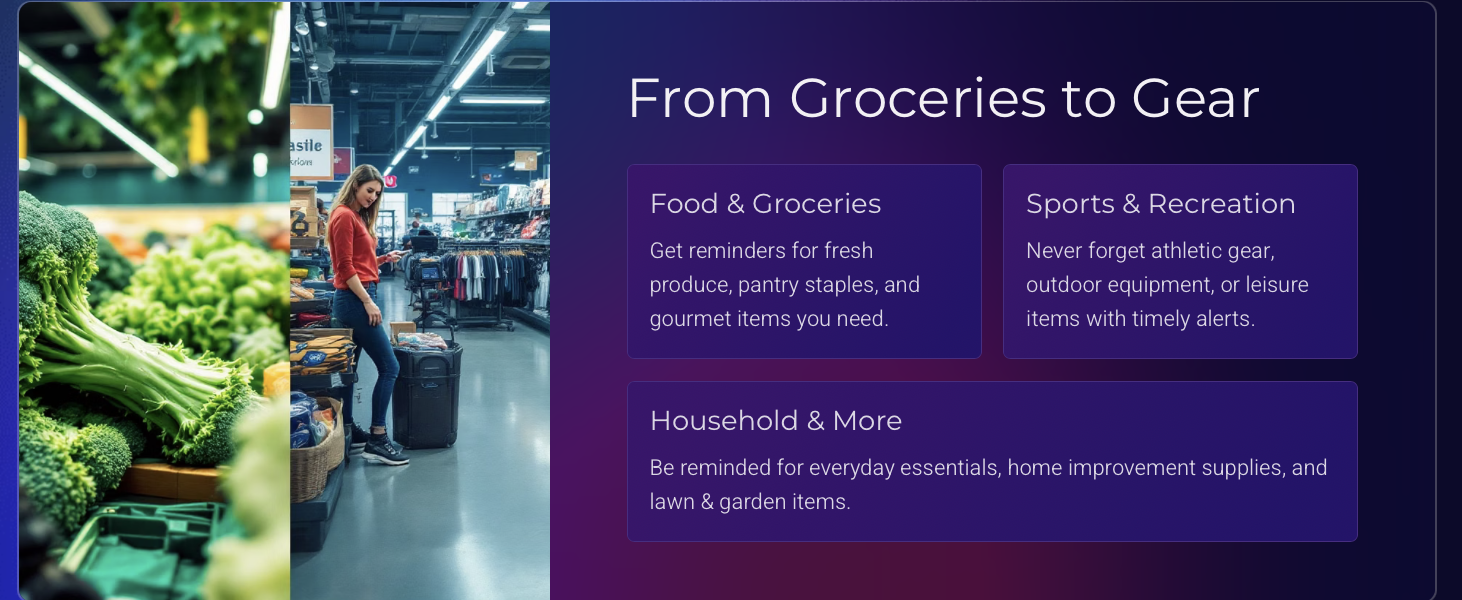 From Groceries to Gear
Food & Groceries
Get reminders for fresh
produce, pantry staples, and
gourmet items you need.
Sports & Recreation
Never forget athletic gear,
outdoor equipment, or leisure
items with timely alerts.
Household & More
Be reminded for everyday essentials, home improvement supplies, and
lawn & garden items.